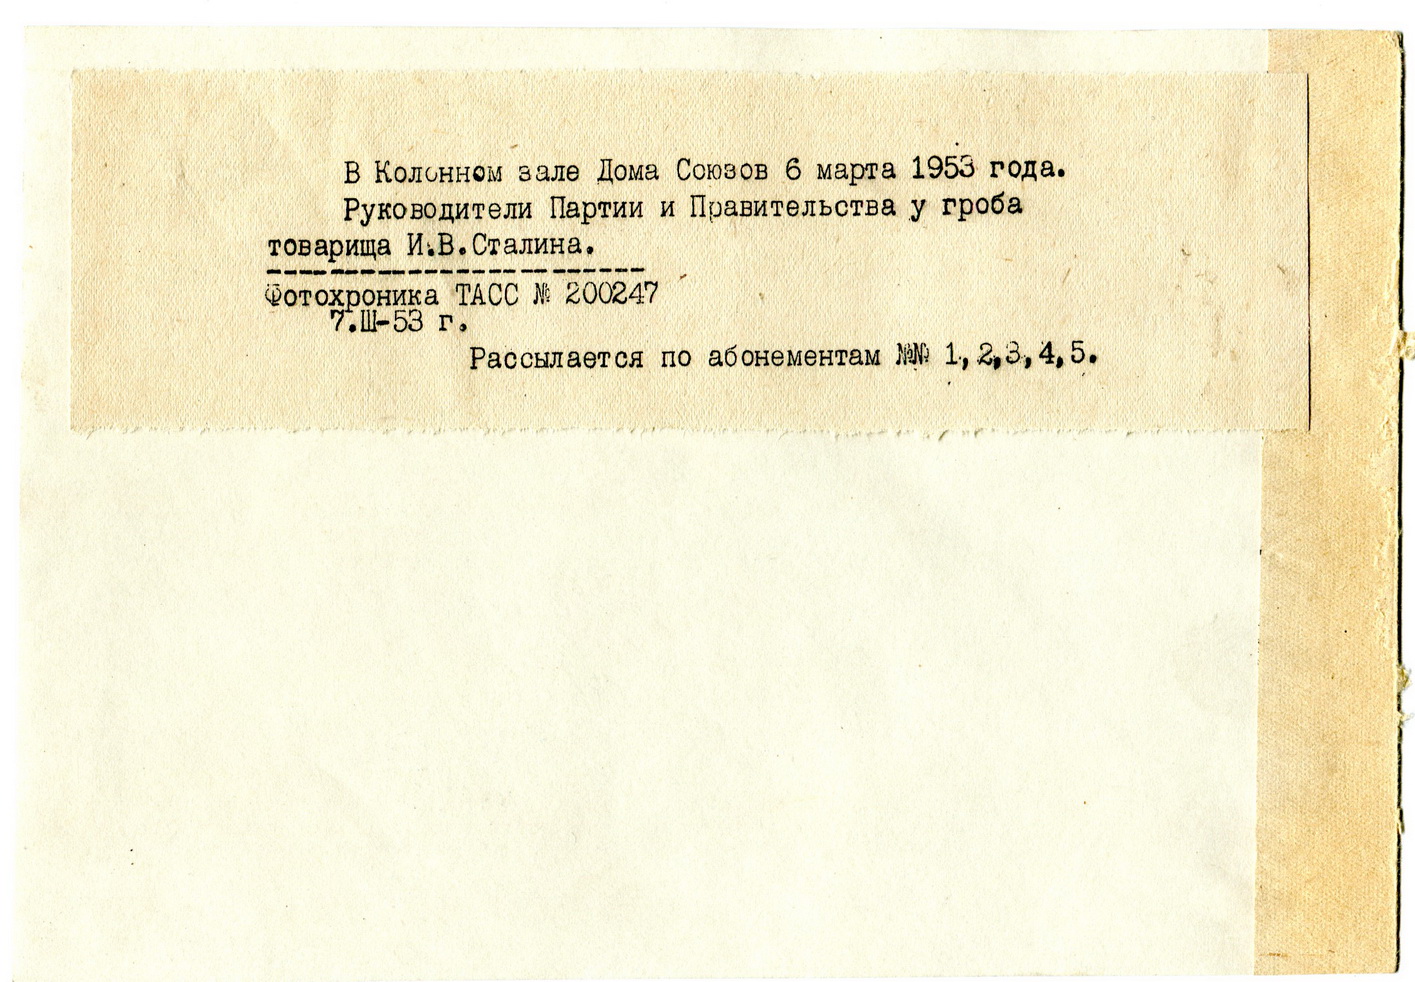 В Колонном зале Дома Союзов 6 марта 1953 года.
Руководители Партии и Правительства у гроба
товарища И.В.Сталина.
Фотохроника ТАСС № 200247
7.Ш-53 г.
Рассылается по абонементам №№ 1,2,3,4,5.